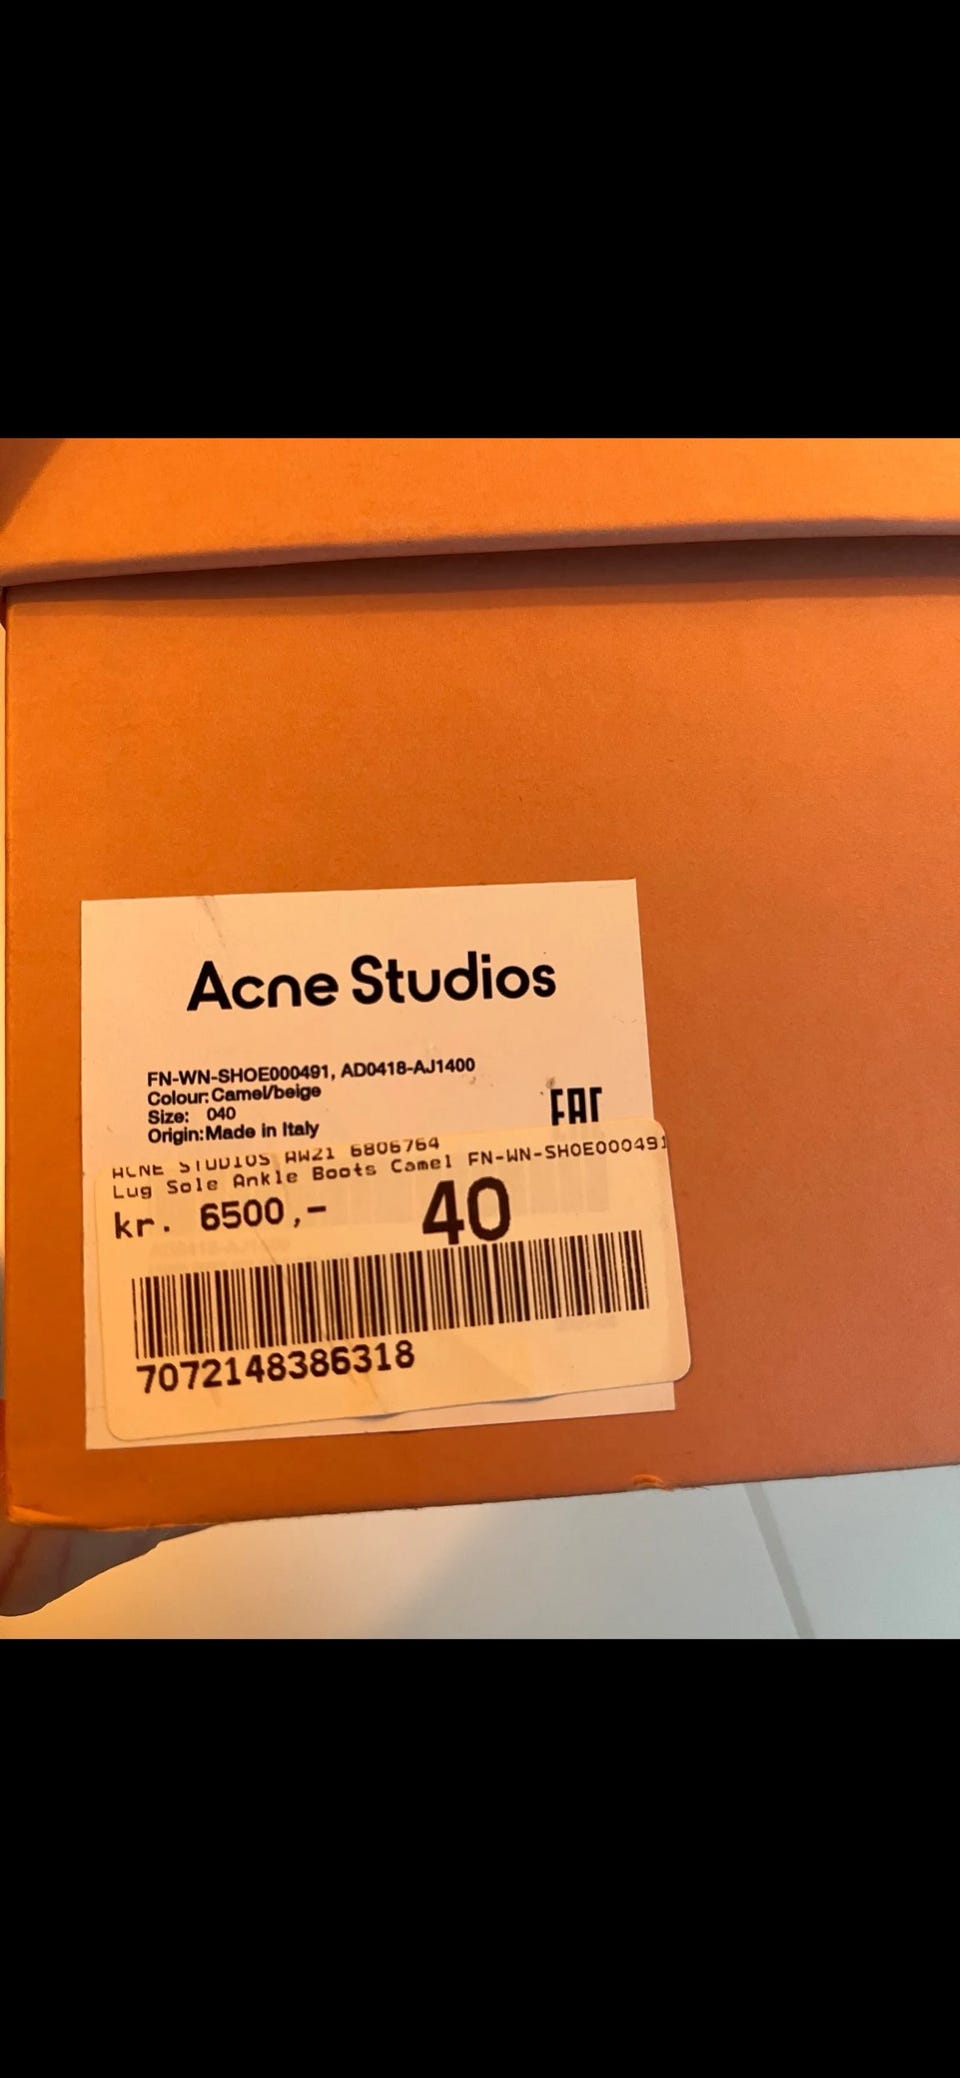 Acne Studios
FN-WN-SHOE000491, AD0418-AJ1400
Colour: Camel/beige
Size: 040
Origin: Made in Italy
EAC
ACNE STUDIOS AW21 6806764
Lug Sole Ankle Boots Camel FN-WN-SHOE000491
kr. 6500,- 40
7072148386318